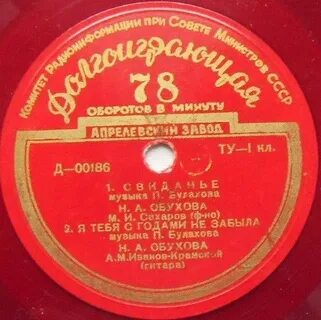 Комитет Радиоинформации при Совете Министров СССР
Долгоиграющая
78
ОБОРОТОВ В МИНУТУ
АПРЕЛЕВСКИЙ ЗАВОД
ТУ—I кл.
Д—00186
1. СВИДАНЬЕ
музыка П. Булахова
Н. А. ОБУХОВА
М. И. Сахаров (ф-но)
2. Я ТЕБЯ С ГОДАМИ НЕ ЗАБЫЛА
музыка П. Булахова
Н. А. ОБУХОВА
А.М.Иванов-Крамской
(гитара)